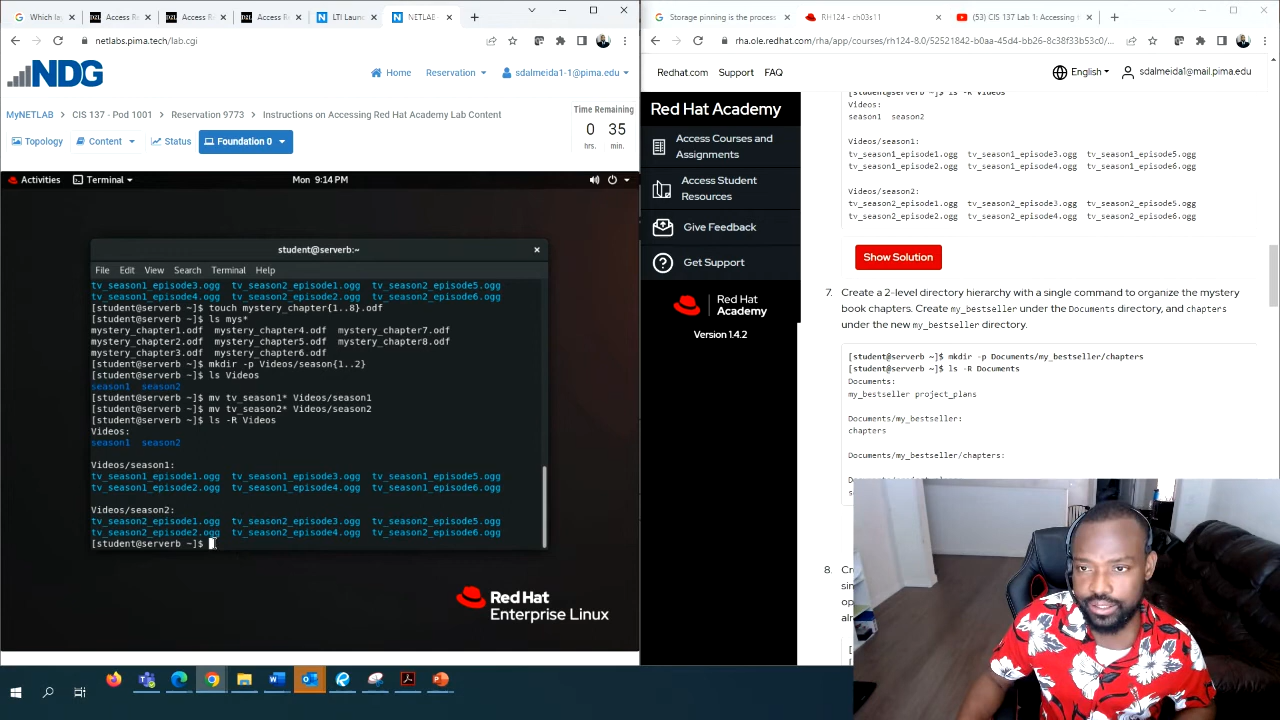 Which la
Access Re
Access R
Access R
LTI Laun
NETLAB
netlabs.pima.tech/lab.cgi
NDG
Home
Reservation
sdalmeida1-1@pima.edu
MyNETLAB
CIS 137 - Pod 1001
Reservation 9773
Instructions on Accessing Red Hat Academy Lab Content
Time Remaining
0 35
hrs. min.
Topology
Content
Status
Foundation 0
Activities
Terminal
Mon 9:14 PM
student@serverb:~
File Edit View Search Terminal Help
tv_season1_episode3.ogg tv_season2_episode1.ogg tv_season2_episode5.ogg
tv_season1_episode4.ogg tv_season2_episode2.ogg tv_season2_episode6.ogg
[student@serverb ~]$ touch mystery_chapter{1..8}.odf
[student@serverb ~]$ ls mys*
mystery_chapter1.odf mystery_chapter4.odf mystery_chapter7.odf
mystery_chapter2.odf mystery_chapter5.odf mystery_chapter8.odf
mystery_chapter3.odf mystery_chapter6.odf
[student@serverb ~]$ mkdir -p Videos/season{1..2}
[student@serverb ~]$ ls Videos
season1 season2
[student@serverb ~]$ mv tv_season1* Videos/season1
[student@serverb ~]$ mv tv_season2* Videos/season2
[student@serverb ~]$ ls -R Videos
Videos:
season1 season2
Videos/season1:
tv_season1_episode1.ogg tv_season1_episode3.ogg tv_season1_episode5.ogg
tv_season1_episode2.ogg tv_season1_episode4.ogg tv_season1_episode6.ogg
Videos/season2:
tv_season2_episode1.ogg tv_season2_episode3.ogg tv_season2_episode5.ogg
tv_season2_episode2.ogg tv_season2_episode4.ogg tv_season2_episode6.ogg
[student@serverb ~]$
Red Hat
Enterprise Linux
Storage pinning is the process
RH124 - ch03s11
(53) CIS 137 Lab 1: Accessing
rha.ole.redhat.com/rha/app/courses/rh124-8.0/52521842-b0aa-45d4-bb26-8c38f33b53c0/...
Redhat.com Support FAQ
English
sdalmeida1@mail.pima.edu
Red Hat Academy
Access Courses and
Assignments
Access Student
Resources
Give Feedback
Get Support
Red Hat
Academy
Version 1.4.2
[student@serverb ~]$ ls -R Videos
Videos:
season1 season2
Videos/season1:
tv_season1_episode1.ogg tv_season1_episode3.ogg tv_season1_episode5.ogg
tv_season1_episode2.ogg tv_season1_episode4.ogg tv_season1_episode6.ogg
Videos/season2:
tv_season2_episode1.ogg tv_season2_episode3.ogg tv_season2_episode5.ogg
tv_season2_episode2.ogg tv_season2_episode4.ogg tv_season2_episode6.ogg
Show Solution
7. Create a 2-level directory hierarchy with a single command to organize the mystery
book chapters. Create my_bestseller under the Documents directory, and chapters
under the new my_bestseller directory.
[student@serverb ~]$ mkdir -p Documents/my_bestseller/chapters
[student@serverb ~]$ ls -R Documents
Documents:
my_bestseller project_plans
Documents/my_bestseller:
chapters
Documents/my_bestseller/chapters:
8.